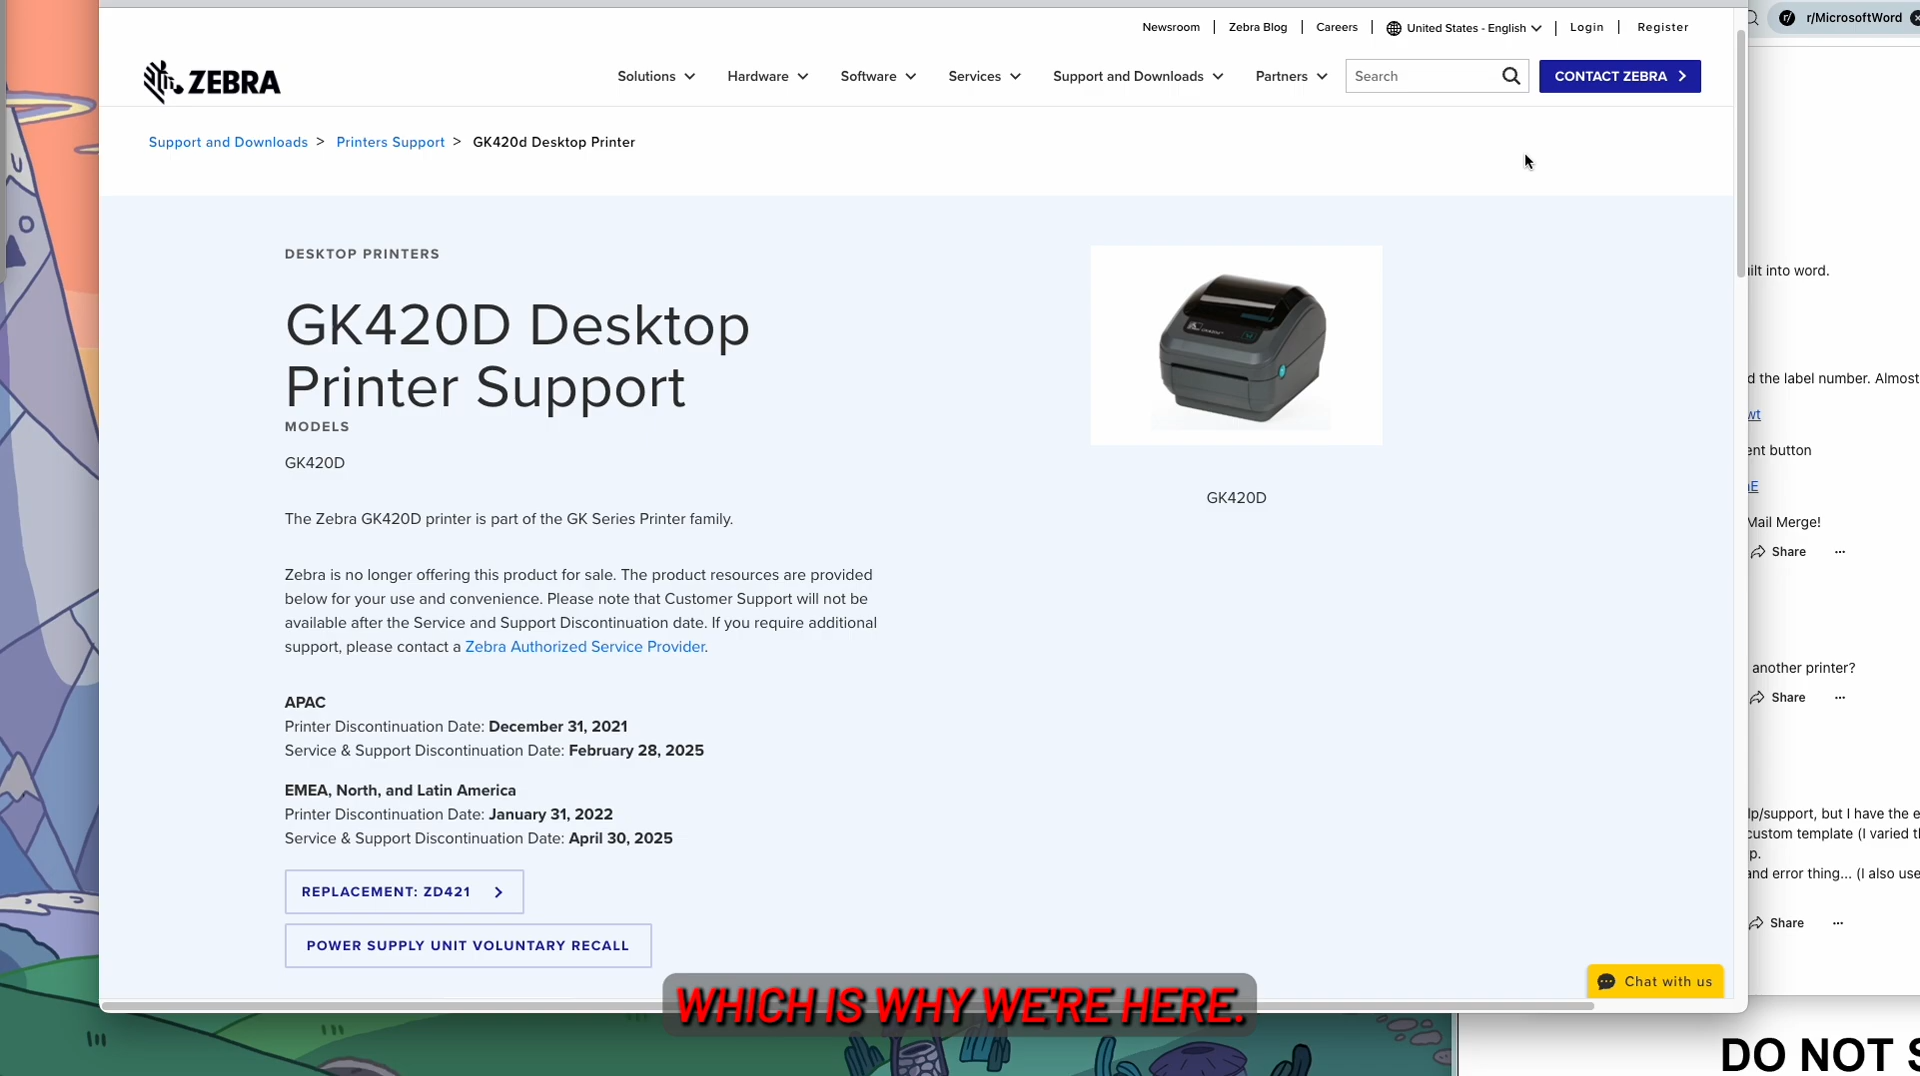 r/MicrosoftWord
Newsroom
Zebra Blog
Careers
United States - English
Login
Register
ZEBRA
Solutions
Hardware
Software
Services
Support and Downloads
Partners
Search
CONTACT ZEBRA
Support and Downloads > Printers Support > GK420d Desktop Printer
DESKTOP PRINTERS
GK420D Desktop
Printer Support
MODELS
GK420D
The Zebra GK420D printer is part of the GK Series Printer family.
Zebra is no longer offering this product for sale. The product resources are provided
below for your use and convenience. Please note that Customer Support will not be
available after the Service and Support Discontinuation date. If you require additional
support, please contact a Zebra Authorized Service Provider.
APAC
Printer Discontinuation Date: December 31, 2021
Service & Support Discontinuation Date: February 28, 2025
EMEA, North, and Latin America
Printer Discontinuation Date: January 31, 2022
Service & Support Discontinuation Date: April 30, 2025
REPLACEMENT: ZD421
POWER SUPPLY UNIT VOLUNTARY RECALL
GK420D
Chat with us
into word.
the label number. Almost
button
Mail Merge!
Share
another printer?
Share
lp/support, but I have the e
custom template (I varied
p.
and error thing... (I also use
Share
WHICH IS WHY WE'RE HERE.
DO NOT